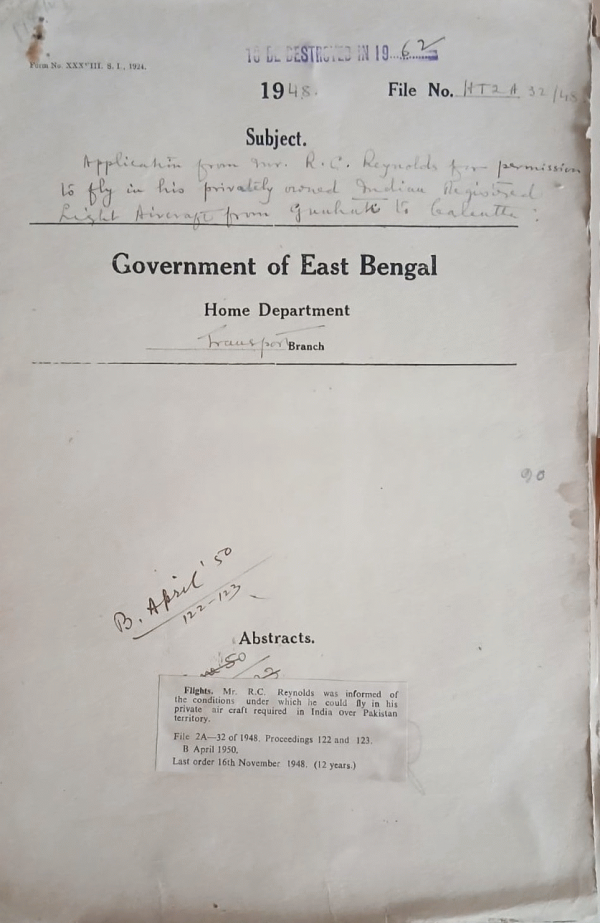 Form No. XXXVIII. S. I., 1924.
TO BE DESTROYED IN 1962
1948. File No. HT2A 32/48
Subject.
Application from Mr. R. C. Reynolds for permission
to fly in his privately owned Indian Registered
Light Aircraft from Gauhati to Calcutta.
Government of East Bengal
Home Department
Transport Branch
90
B. April '50
122-123
Abstracts.
Flights. Mr. R.C. Reynolds was informed of
the conditions under which he could fly in his
private air craft required in India over Pakistan
territory.
File 2A—32 of 1948. Proceedings 122 and 123.
B April 1950.
Last order 16th November 1948. (12 years.)